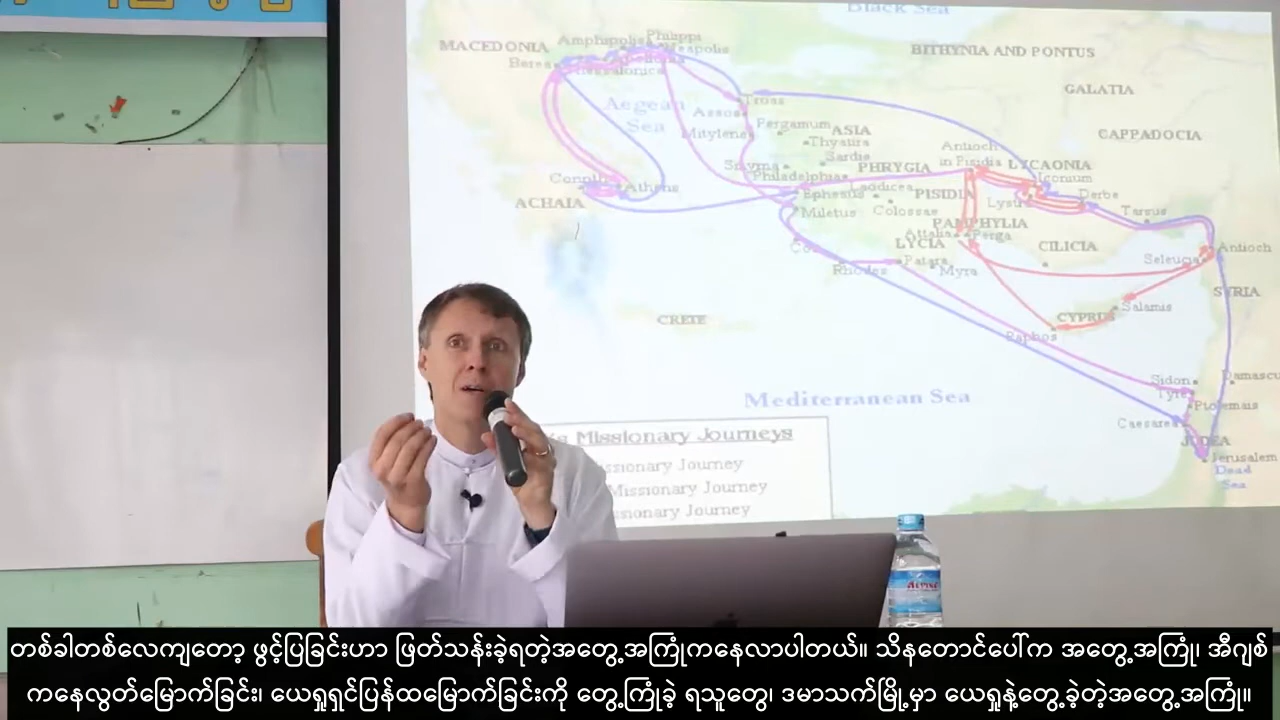 Black Sea
MACEDONIA
Amphipolis
Philippi
Neapolis
Berea
BITHYNIA AND PONTUS
GALATIA
Aegean
Sea
Troas
Assos
Mitylene
Pergamum
ASIA
Thyatira
Sardis
CAPPADOCIA
Antioch
in Pisidia
LYCAONIA
Iconium
Smyrna
Philadelphia
PHRYGIA
Laodicea
PISIDIA
Lystra
Derbe
Corinth
Athens
ACHAIA
Ephesus
Miletus
Colossae
Tarsus
PAMPHYLIA
Attalia
Perga
LYCIA
CILICIA
Antioch
Seleucia
Rhodes
Patara
Myra
SYRIA
Salamis
CYPRUS
Paphos
CRETE
Mediterranean Sea
Sidon
Tyre
Damascu
Ptolemais
Caesarea
JUDEA
Jerusalem
Dead
Sea
Missionary Journeys
Missionary Journey
Missionary Journey
တစ်ခါတစ်လေကျတော့ ဖွင့်ပြခြင်းဟာ ဖြတ်သန်းခဲ့ရတဲ့အတွေ့အကြုံကနေလာပါတယ်။ သိနတောင်ပေါ်က အတွေ့အကြုံ၊ အီဂျစ်
ကနေလွတ်မြောက်ခြင်း၊ ယေရှုရှင်ပြန်ထမြောက်ခြင်းကို တွေ့ကြုံခဲ့ ရသူတွေ၊ ဒမာသက်မြို့မှာ ယေရှုနဲ့တွေ့ခဲ့တဲ့အတွေ့အကြုံ။